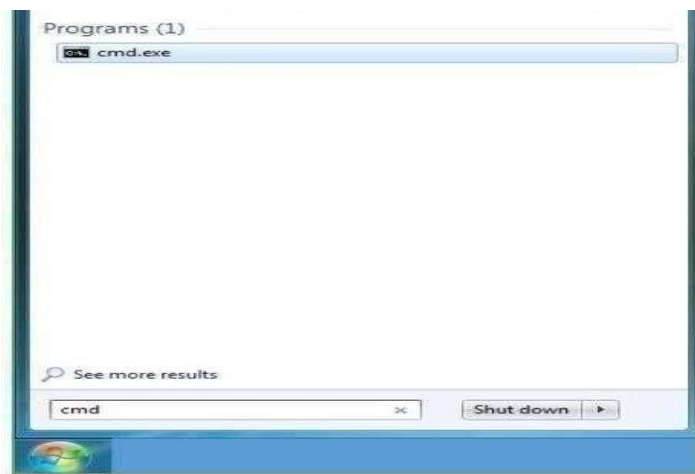 Programs (1)
cmd.exe
See more results
cmd
Shut down